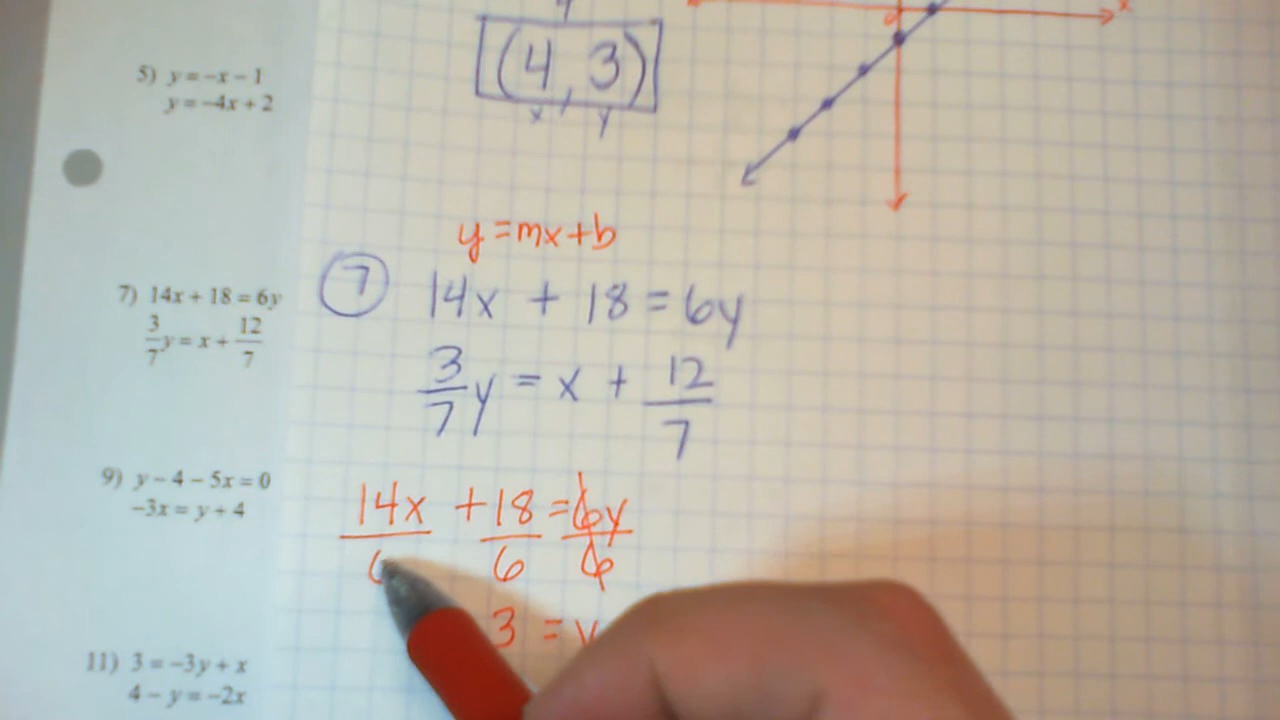 5) y = −x − 1
y = −4x + 2
7) 14x + 18 = 6y
3/7 y = x + 12/7
9) y − 4 − 5x = 0
−3x = y + 4
11) 3 = −3y + x
4 − y = −2x
(4, 3)
x y
x
y = mx + b
7 14x + 18 = 6y
3/7 y = x + 12/7
14x + 18 = 6y
6 6
3 =